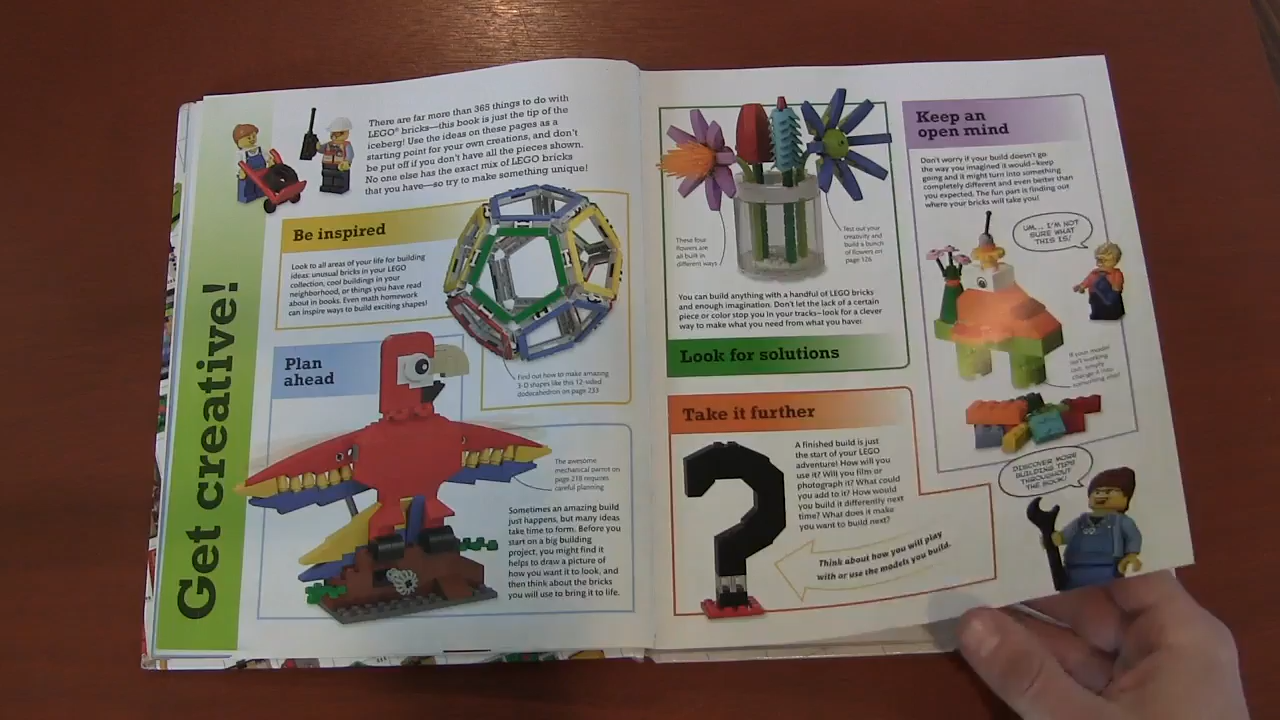 Get creative!
There are far more than 365 things to do with
LEGO® bricks—this book is just the tip of the
iceberg! Use the ideas on these pages as a
starting point for your own creations, and don't
be put off if you don't have all the pieces shown.
No one else has the exact mix of LEGO bricks
that you have—so try to make something unique!
Be inspired
Look to all areas of your life for building
ideas: unusual bricks in your LEGO
collection, cool buildings in your
neighborhood, or things you have read
about in books. Even math homework
can inspire ways to build exciting shapes!
Find out how to make amazing
3-D shapes like this 12-sided
dodecahedron on page 233
Plan
ahead
The awesome
mechanical parrot on
page 218 requires
careful planning
Sometimes an amazing build
just happens, but many ideas
take time to form. Before you
start on a big building
project, you might find it
helps to draw a picture of
how you want it to look, and
then think about the bricks
you will use to bring it to life.
These four
flowers are
all built in
different ways
Test out your
creativity and
build a bunch
of flowers on
page 126
You can build anything with a handful of LEGO bricks
and enough imagination. Don't let the lack of a certain
piece or color stop you in your tracks—look for a clever
way to make what you need from what you have!
Look for solutions
Take it further
A finished build is just
the start of your LEGO
adventure! How will you
use it? Will you film or
photograph it? What could
you add to it? How would
you build it differently next
time? What does it make
you want to build next?
Think about how you will play
with or use the models you build.
Keep an
open mind
Don't worry if your build doesn't go
the way you imagined it would—keep
going and it might turn into something
completely different and even better than
you expected. The fun part is finding out
where your bricks will take you!
UM... I'M NOT
SURE WHAT
THIS IS!
If your model
isn't working
out, simply
change it into
something else!
DISCOVER MORE
BUILDING TIPS
THROUGHOUT
THE BOOK!